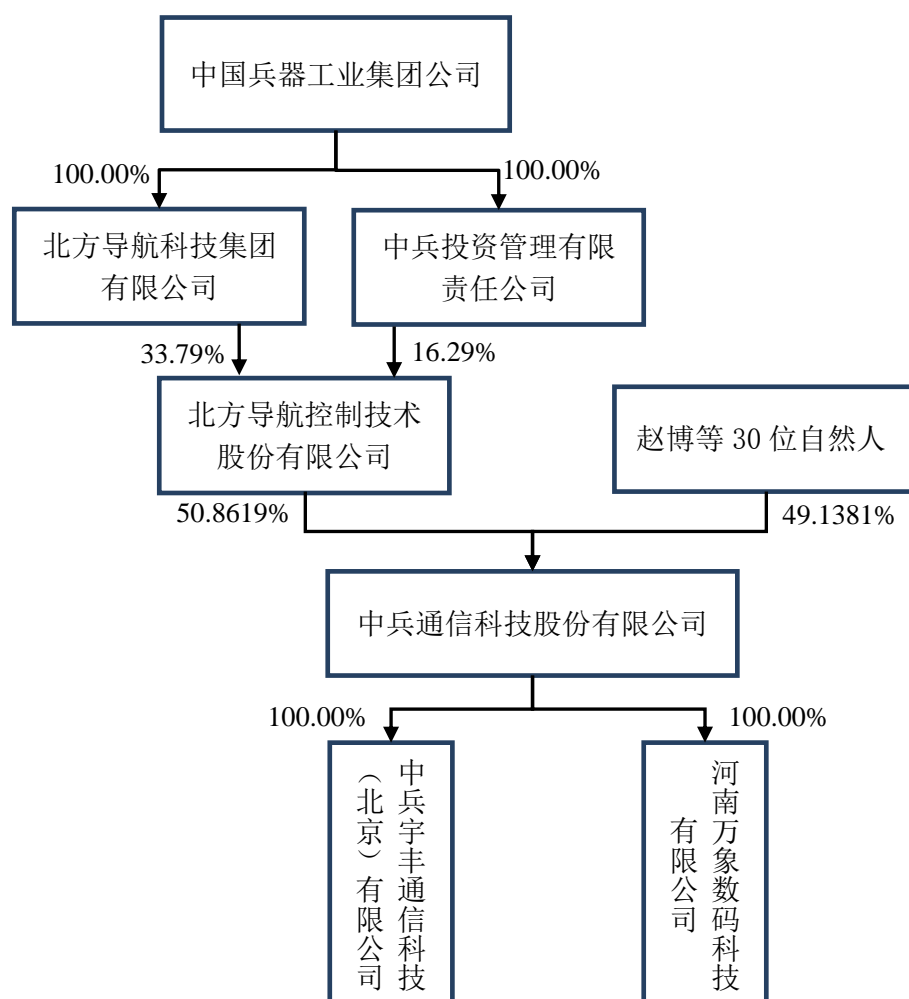 中国兵器工业集团公司
100.00%
100.00%
北方导航科技集团
有限公司
中兵投资管理有限
责任公司
33.79%
16.29%
北方导航控制技术
股份有限公司
赵博等 30 位自然人
50.8619%
49.1381%
中兵通信科技股份有限公司
100.00%
100.00%
中兵宇丰通信科技
（北京）有限公司
河南万象数码科技
有限公司